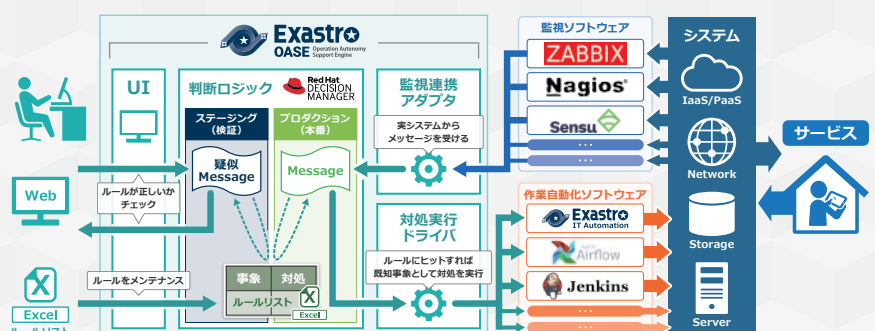 Exastro
OASE Operation Autonomy
Support Engine
UI
判断ロジック
Red Hat
DECISION
MANAGER
ステージング
(検証)
プロダクション
(本番)
疑似
Message
Message
事象
対処
ルールリスト
Excel
監視連携
アダプタ
実システムから
メッセージを受ける
対処実行
ドライバ
ルールにヒットすれば
既知事象として対処を実行
Web
ルールが正しいか
チェック
ルールをメンテナンス
Excel
ルールリスト
監視ソフトウェア
ZABBIX
Nagios®
Sensu
...
...
作業自動化ソフトウェア
Exastro
IT Automation
Airflow
Jenkins
...
システム
IaaS/PaaS
Network
Storage
Server
サービス